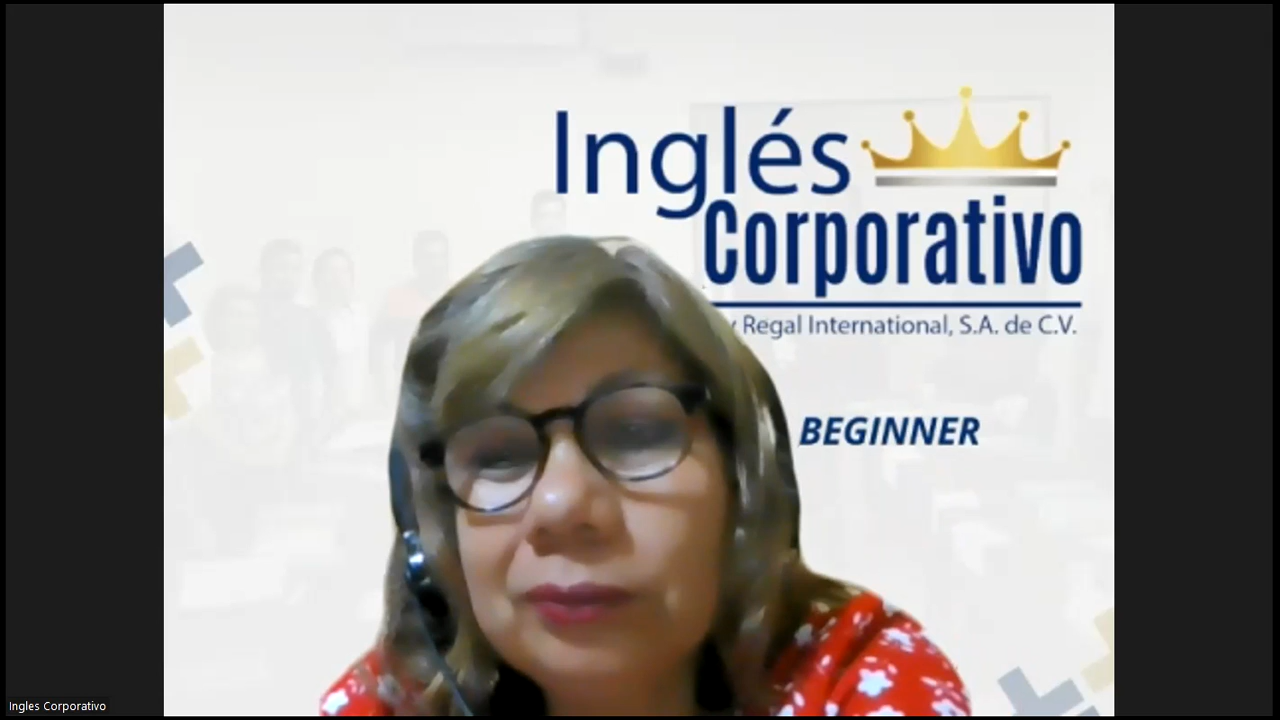 Inglés
Corporativo
Regal International, S.A. de C.V.
BEGINNER
Ingles Corporativo